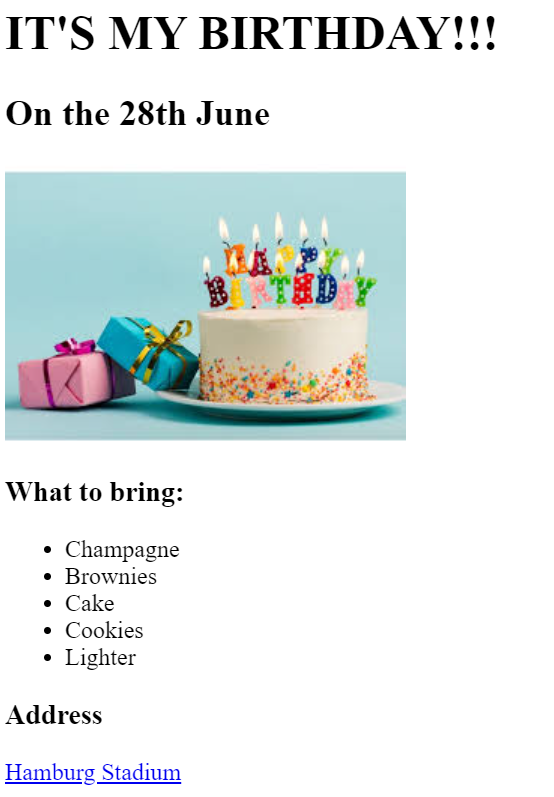 IT'S MY BIRTHDAY!!!
On the 28th June
HAPPY
BIRTHDAY
What to bring:
Champagne
Brownies
Cake
Cookies
Lighter
Address
Hamburg Stadium